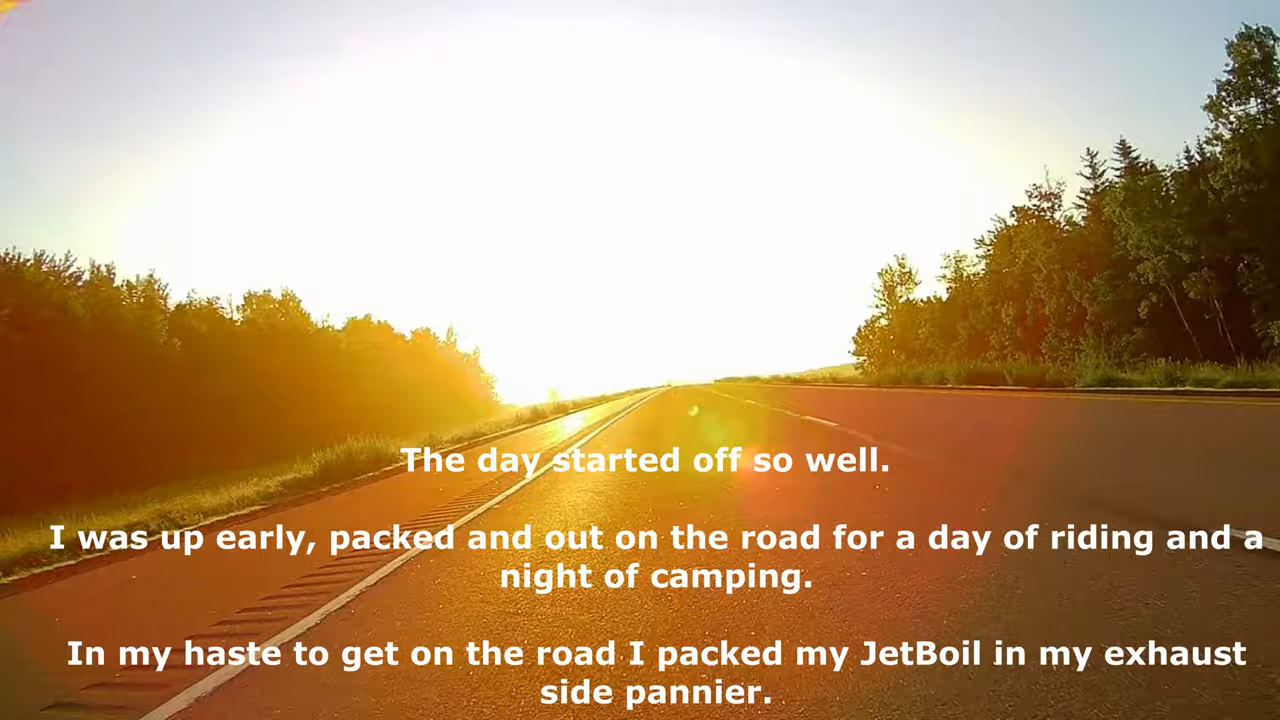 The day started off so well.
I was up early, packed and out on the road for a day of riding and a
night of camping.
In my haste to get on the road I packed my JetBoil in my exhaust
side pannier.